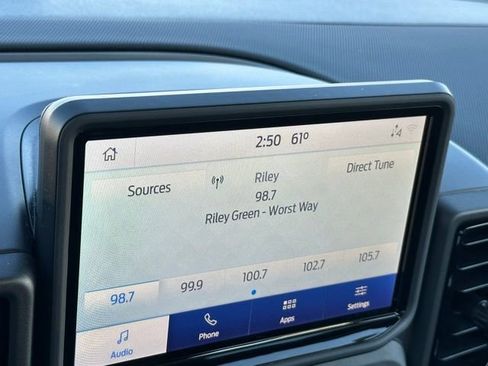 2:50 61°
4
Sources Riley Direct Tune
98.7
Riley Green - Worst Way
98.7 99.9 100.7 102.7 105.7
Audio Phone Apps Settings